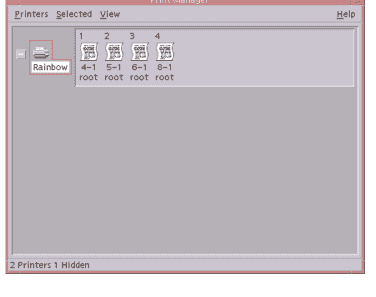 Print Manager
Printers Selected View Help
1 2 3 4
Rainbow
4-1 5-1 6-1 8-1
root root root root
2 Printers 1 Hidden